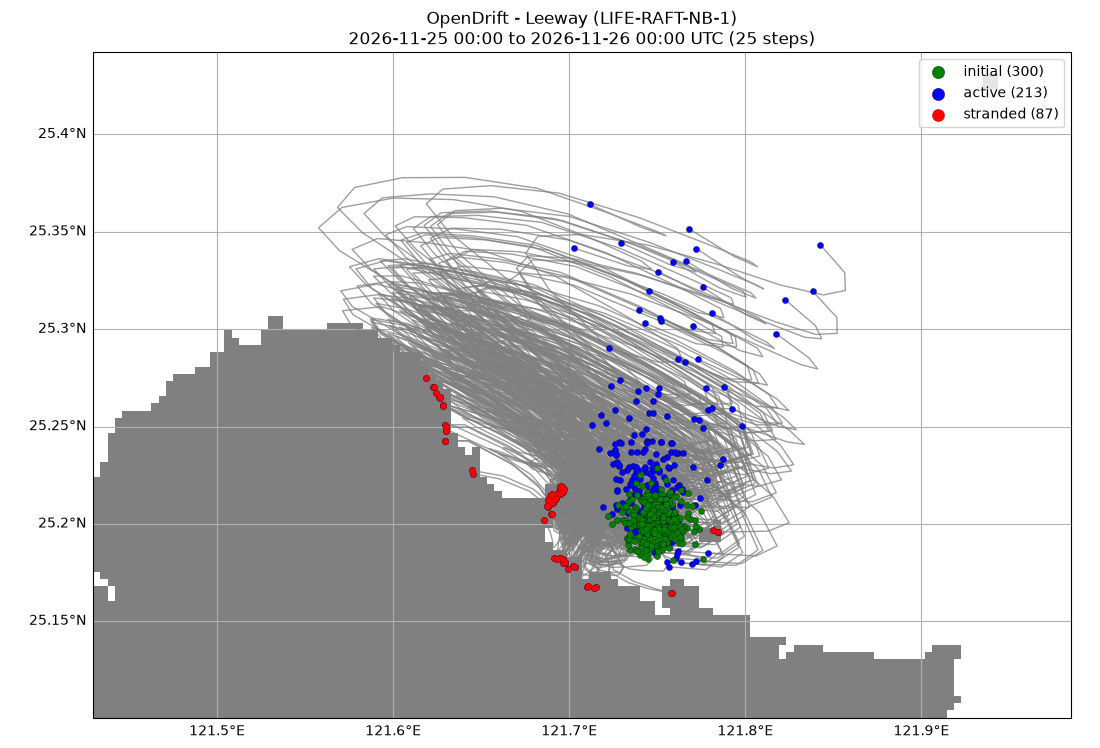 OpenDrift - Leeway (LIFE-RAFT-NB-1)
2026-11-25 00:00 to 2026-11-26 00:00 UTC (25 steps)
initial (300)
active (213)
stranded (87)
25.4°N
25.35°N
25.3°N
25.25°N
25.2°N
25.15°N
121.5°E
121.6°E
121.7°E
121.8°E
121.9°E